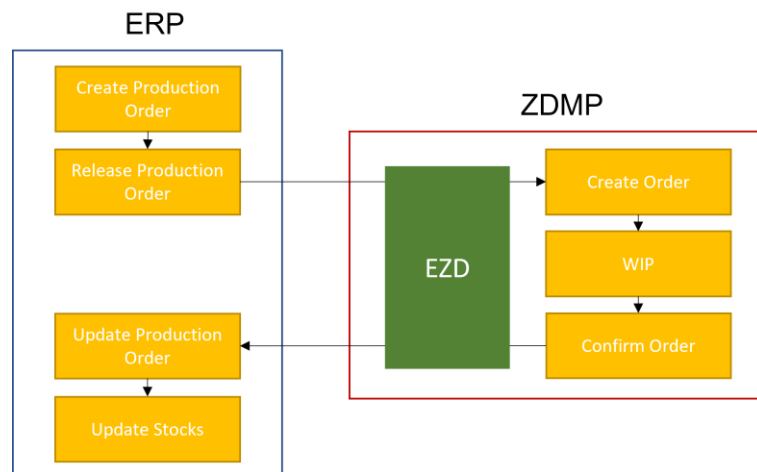 ERP
Create Production
Order
Release Production
Order
Update Production
Order
Update Stocks
ZDMP
EZD
Create Order
WIP
Confirm Order